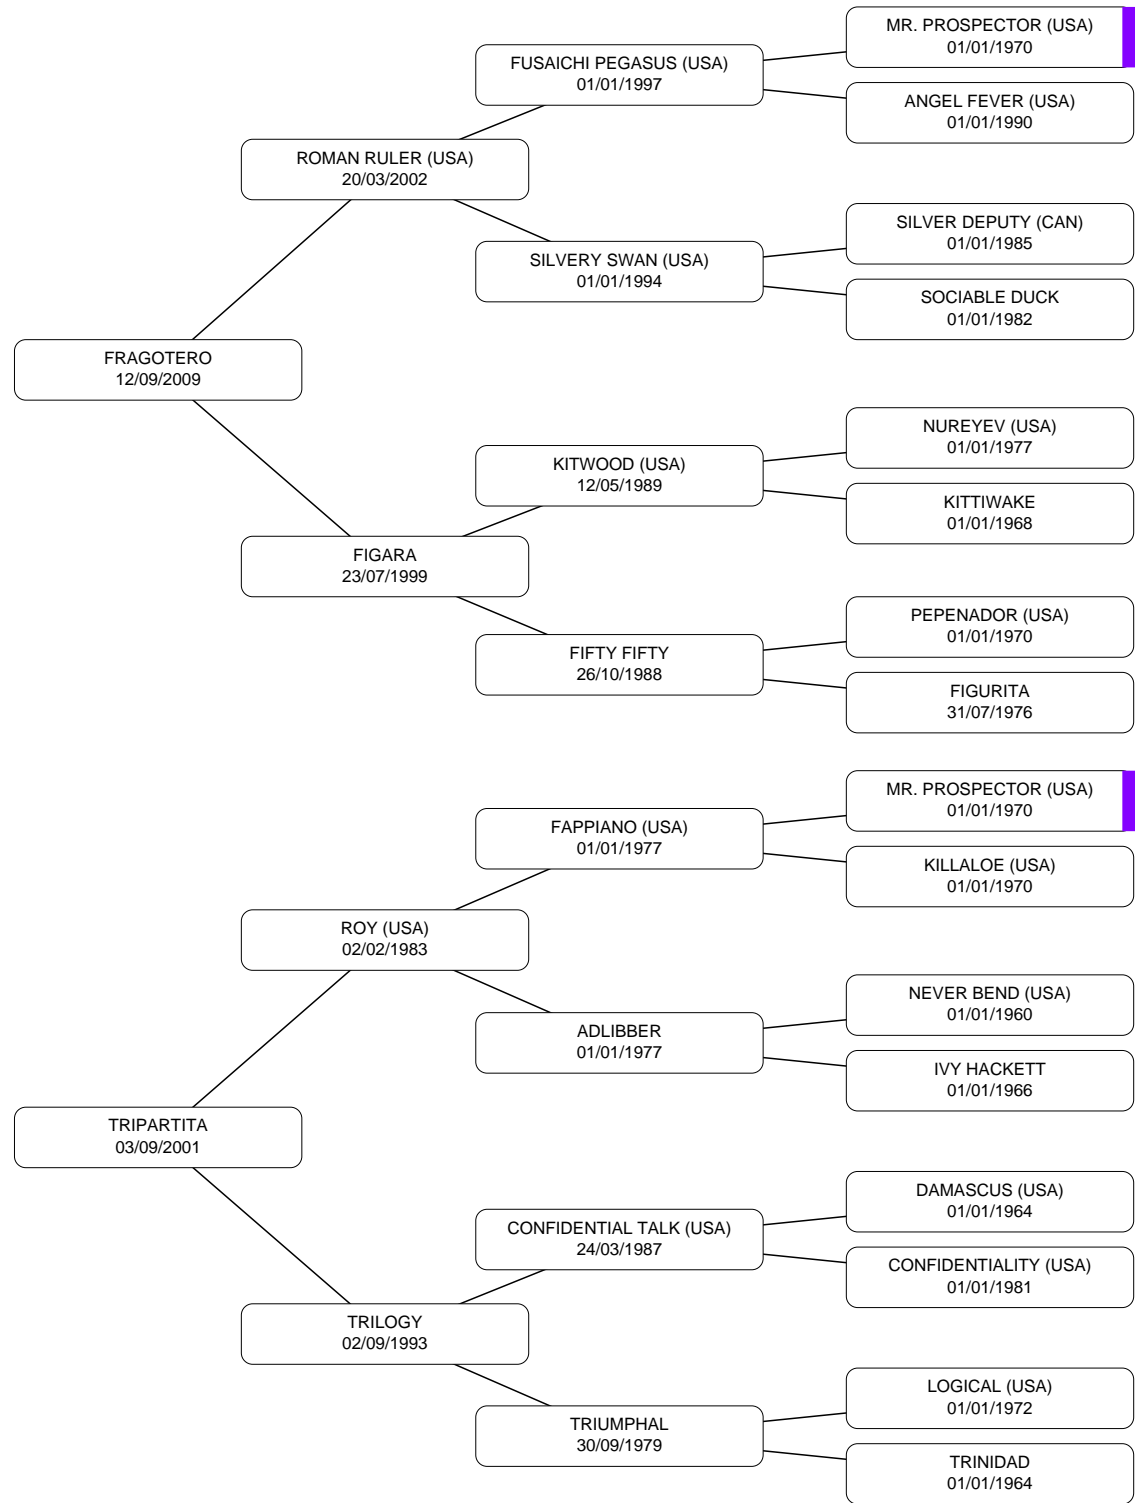 MR. PROSPECTOR (USA)
01/01/1970
FUSAICHI PEGASUS (USA)
01/01/1997
ANGEL FEVER (USA)
01/01/1990
ROMAN RULER (USA)
20/03/2002
SILVER DEPUTY (CAN)
01/01/1985
SILVERY SWAN (USA)
01/01/1994
SOCIABLE DUCK
01/01/1982
FRAGOTERO
12/09/2009
NUREYEV (USA)
01/01/1977
KITWOOD (USA)
12/05/1989
KITTIWAKE
01/01/1968
FIGARA
23/07/1999
PEPENADOR (USA)
01/01/1970
FIFTY FIFTY
26/10/1988
FIGURITA
31/07/1976
MR. PROSPECTOR (USA)
01/01/1970
FAPPIANO (USA)
01/01/1977
KILLALOE (USA)
01/01/1970
ROY (USA)
02/02/1983
NEVER BEND (USA)
01/01/1960
ADLIBBER
01/01/1977
IVY HACKETT
01/01/1966
TRIPARTITA
03/09/2001
DAMASCUS (USA)
01/01/1964
CONFIDENTIAL TALK (USA)
24/03/1987
CONFIDENTIALITY (USA)
01/01/1981
TRILOGY
02/09/1993
LOGICAL (USA)
01/01/1972
TRIUMPHAL
30/09/1979
TRINIDAD
01/01/1964